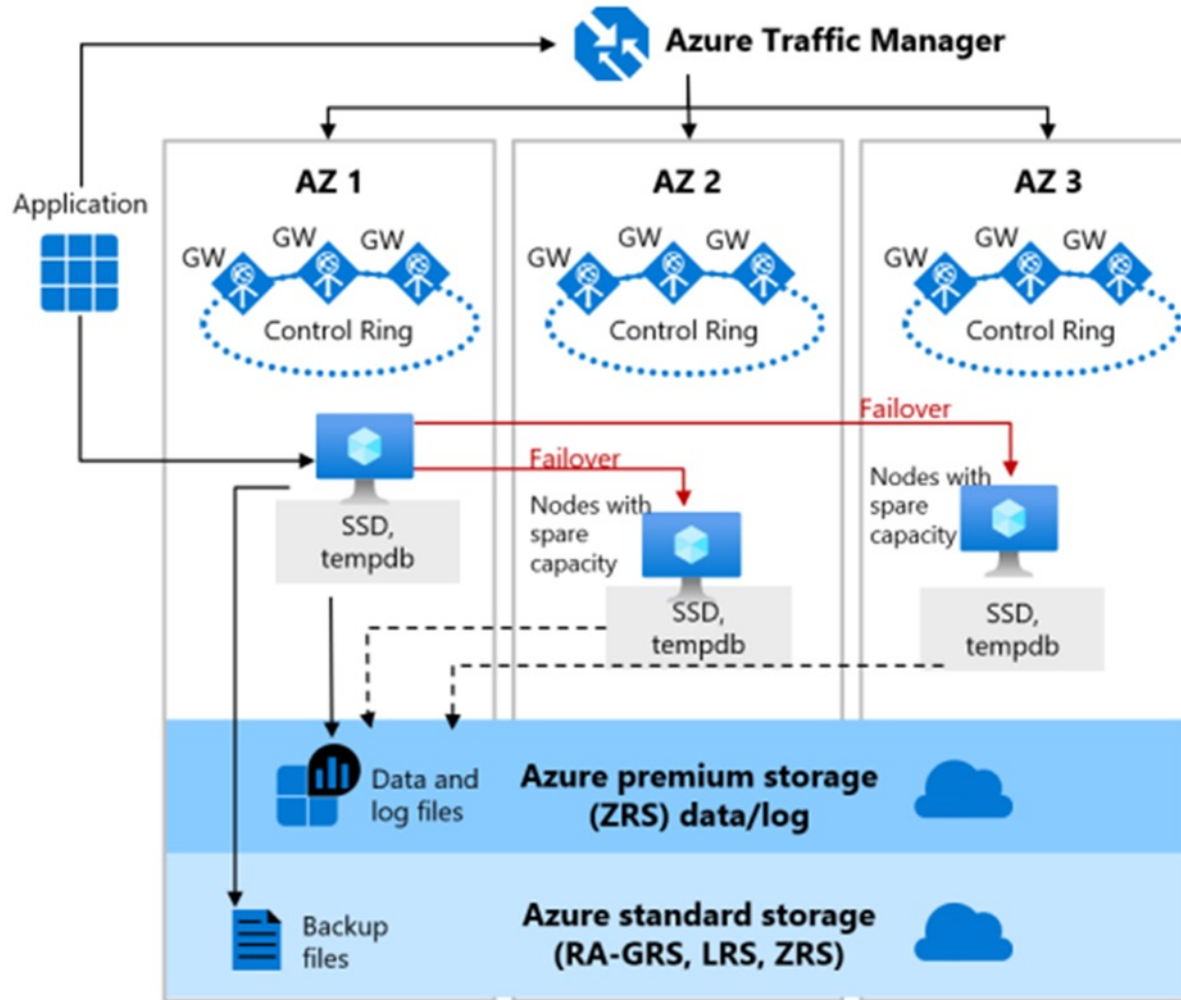 Azure Traffic Manager
Application
AZ 1
GW
GW
GW
Control Ring
AZ 2
GW
GW
GW
Control Ring
AZ 3
GW
GW
GW
Control Ring
SSD,
tempdb
Failover
Nodes with
spare
capacity
SSD,
tempdb
Failover
Nodes with
spare
capacity
SSD,
tempdb
Data and
log files
Azure premium storage
(ZRS) data/log
Backup
files
Azure standard storage
(RA-GRS, LRS, ZRS)